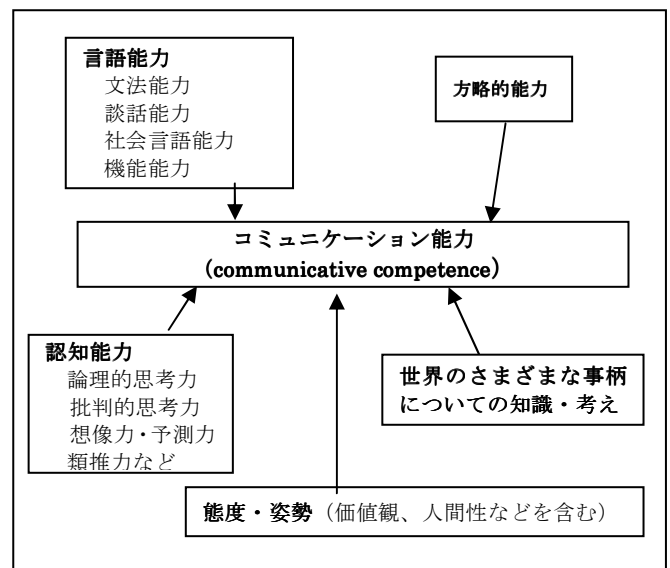 言語能力
文法能力
談話能力
社会言語能力
機能能力
方略的能力
コミュニケーション能力
(communicative competence)
認知能力
論理的思考力
批判的思考力
想像力・予測力
類推力など
世界のさまざまな事柄
についての知識・考え
態度・姿勢（価値観、人間性などを含む）